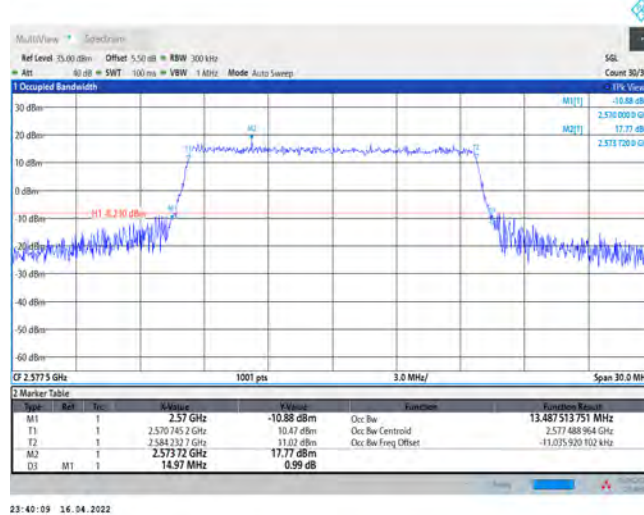 MultiView Spectrum
Ref Level 35.00 dBm Offset 5.50 dB RBW 300 kHz SGL
Att 40 dB SWT 100 ms VBW 1 MHz Mode Auto Sweep Count 30/3
1 Occupied Bandwidth 1Pk View
M1[1] -10.88 dB
2.570 000 0 G
M2[1] 17.77 dB
2.573 720 0 G
30 dBm
20 dBm
10 dBm
0 dBm
-10 dBm
-20 dBm
-30 dBm
-40 dBm
-50 dBm
-60 dBm
M2
T1
T2
M1
H1 -8.230 dBm
CF 2.577 5 GHz 1001 pts 3.0 MHz/ Span 30.0 MH
2 Marker Table
Type Ref Trc X-Value Y-Value Function Function Result
M1 1 2.57 GHz -10.88 dBm Occ Bw 13.487 513 751 MHz
T1 1 2.570 745 2 GHz 10.47 dBm Occ Bw Centroid 2.577 488 964 GHz
T2 1 2.584 232 7 GHz 11.02 dBm Occ Bw Freq Offset -11.035 920 102 kHz
M2 1 2.573 72 GHz 17.77 dBm
D3 M1 1 14.97 MHz 0.99 dB
23:40:09 16.04.2022